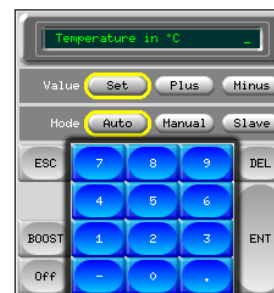 Temperature in °C _
Value Set Plus Minus
Mode Auto Manual Slave
ESC 7 8 9 DEL
4 5 6
BOOST 1 2 3 ENT
Off - 0 .